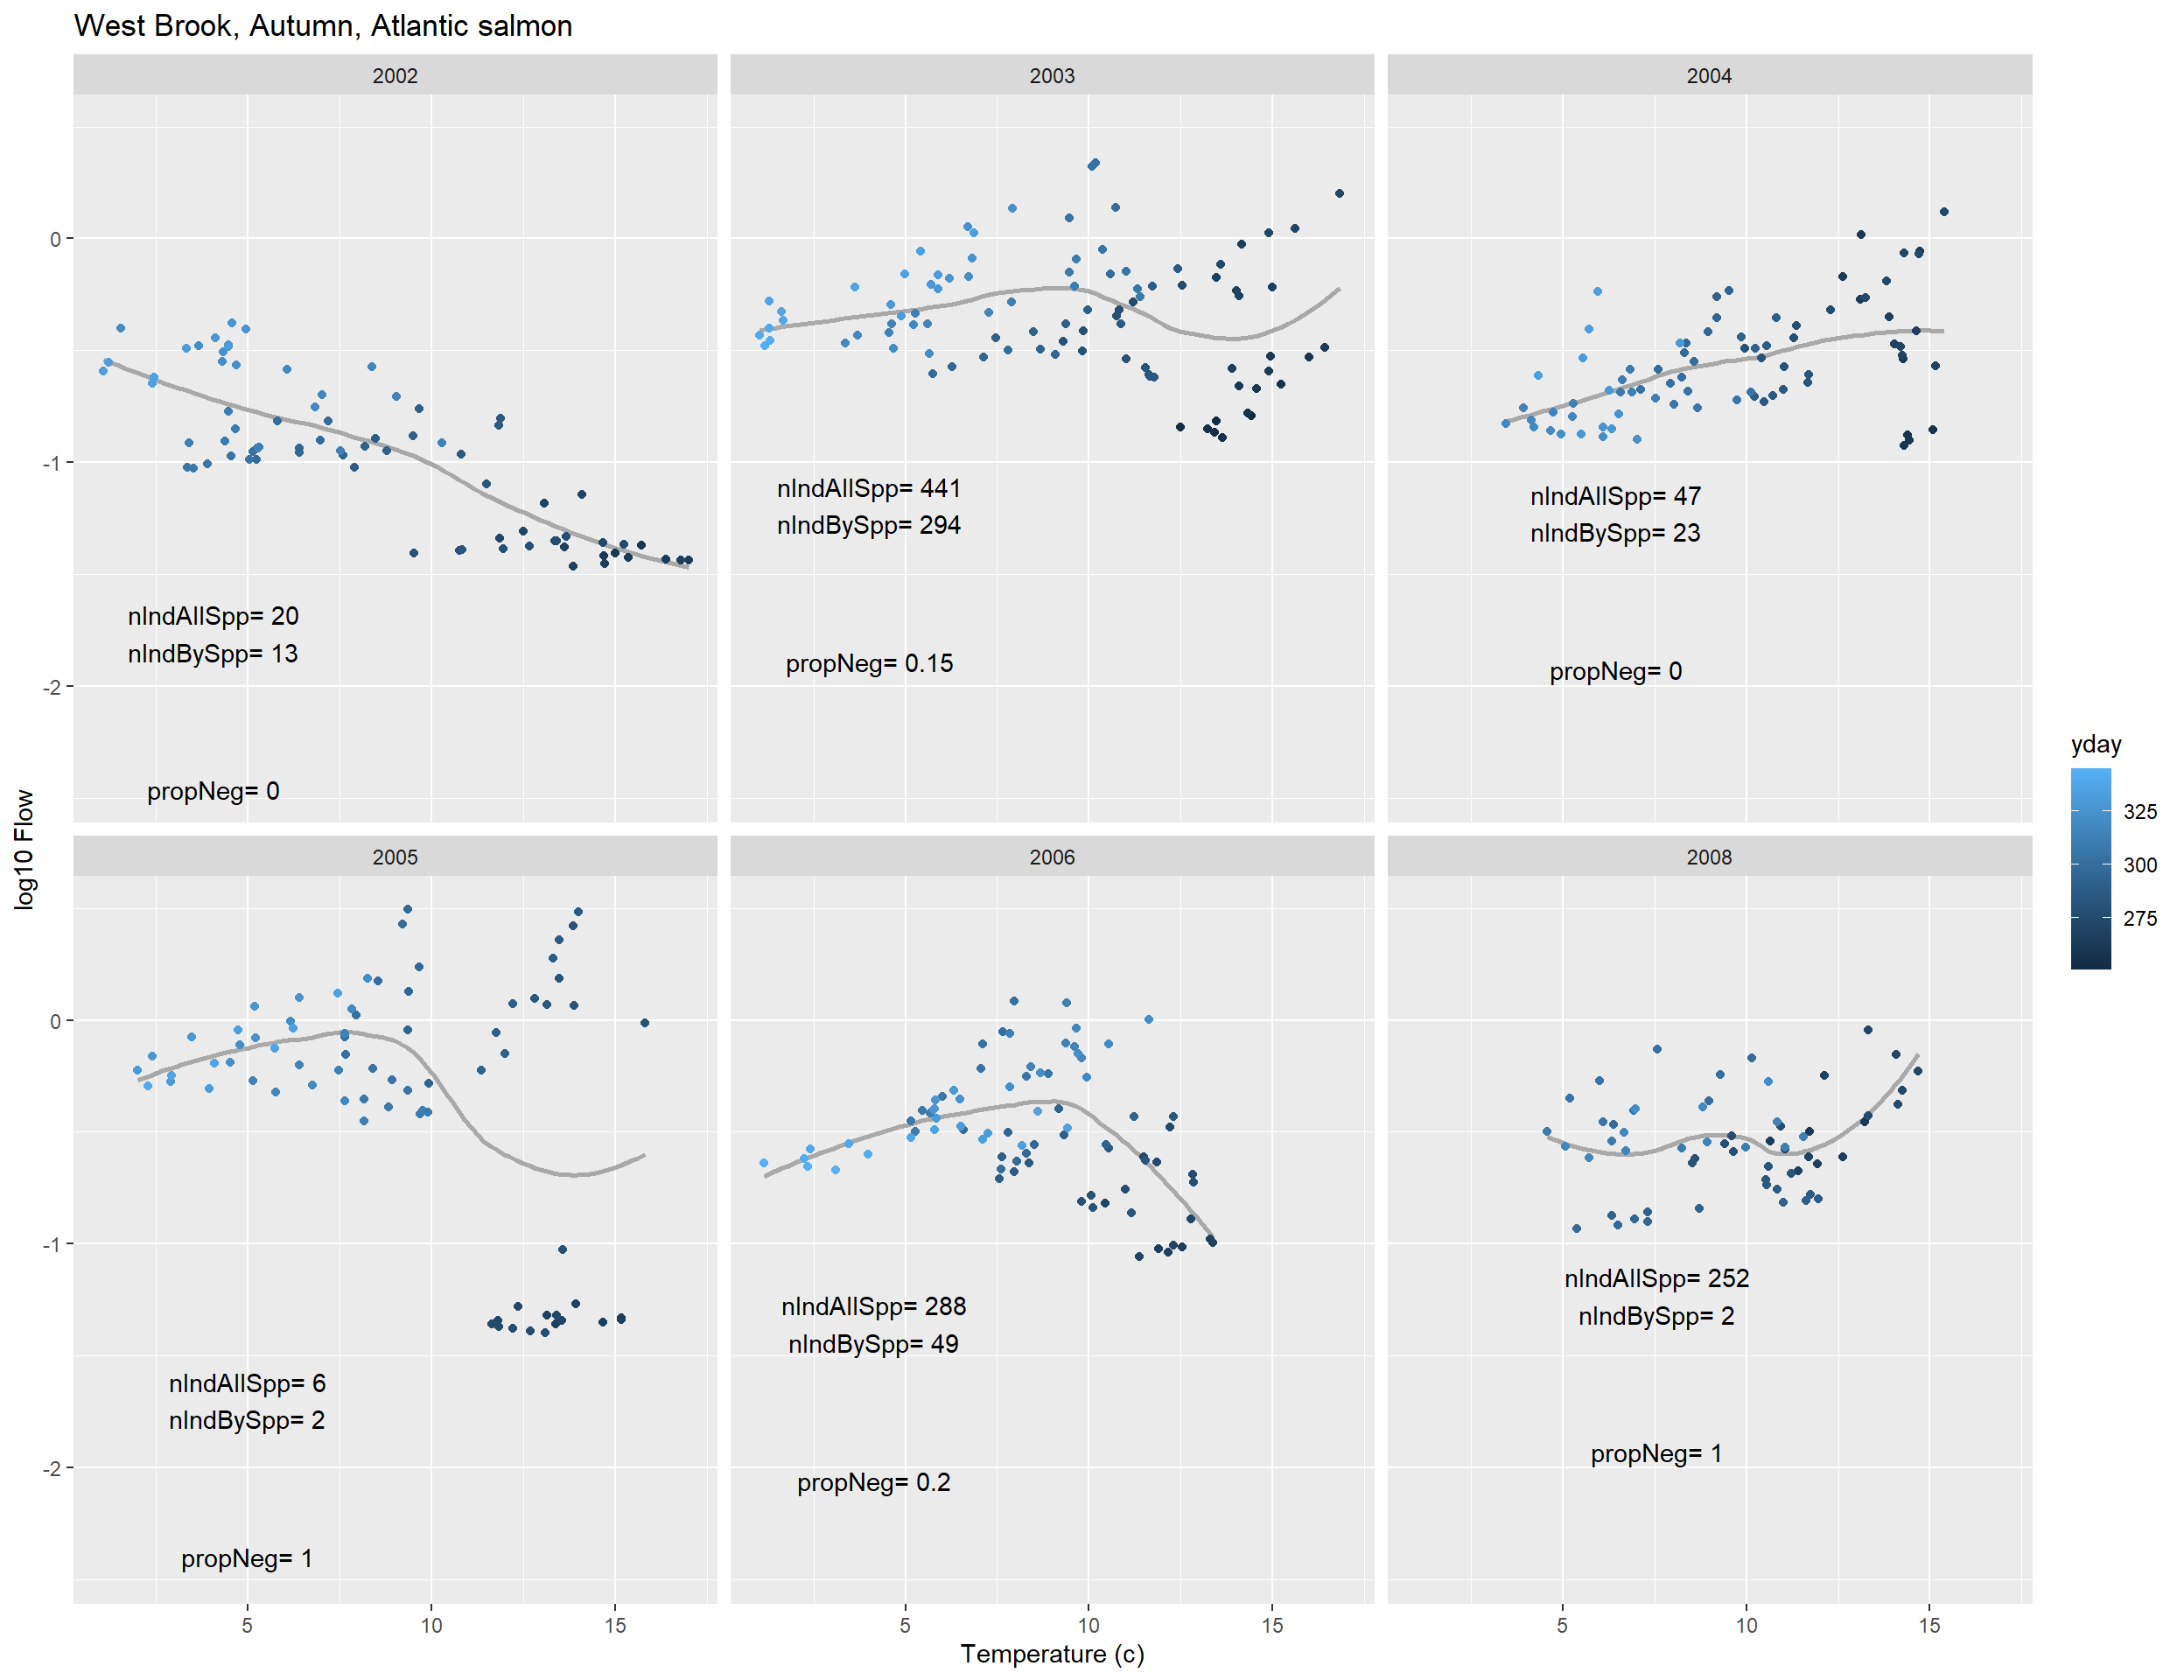 West Brook, Autumn, Atlantic salmon
2002
2003
2004
0
-1
-2
nIndAllSpp= 20
nIndBySpp= 13
propNeg= 0
nIndAllSpp= 441
nIndBySpp= 294
propNeg= 0.15
nIndAllSpp= 47
nIndBySpp= 23
propNeg= 0
2005
2006
2008
0
-1
-2
nIndAllSpp= 6
nIndBySpp= 2
propNeg= 1
nIndAllSpp= 288
nIndBySpp= 49
propNeg= 0.2
nIndAllSpp= 252
nIndBySpp= 2
propNeg= 1
5
10
15
5
10
15
5
10
15
Temperature (c)
log10 Flow
yday
325
300
275